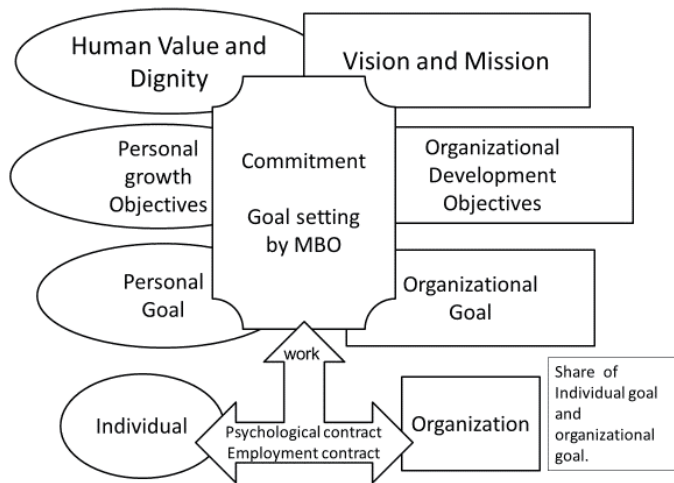 Human Value and
Dignity
Vision and Mission
Personal
growth
Objectives
Commitment
Goal setting
by MBO
Organizational
Development
Objectives
Personal
Goal
Organizational
Goal
work
Individual
Psychological contract
Employment contract
Organization
Share of
Individual goal
and
organizational
goal.